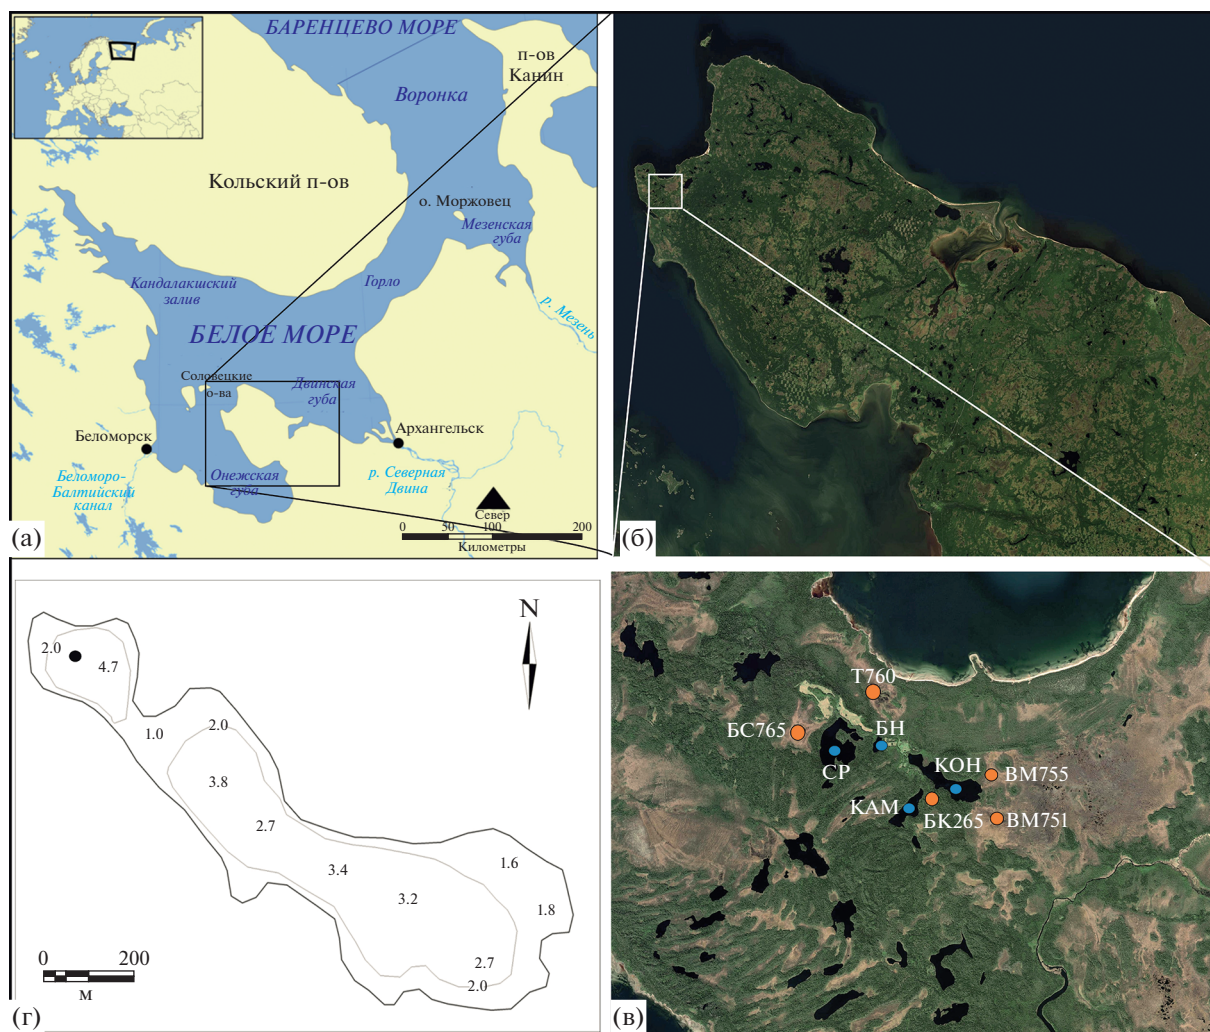 БАРЕНЦЕВО МОРЕ
п-ов
Канин
Воронка
Кольский п-ов
о. Моржовец
Мезенская
губа
Кандалакшский
залив
Горло
р. Мезень
БЕЛОЕ МОРЕ
Соловецкие
о-ва
Двинская
губа
Беломорск
Архангельск
Беломоро-
Балтийский
канал
Онежская
губа
р. Северная
Двина
Север
0 50 100 200
Километры
(а)
(б)
N
2.0
4.7
1.0
2.0
3.8
2.7
3.4
3.2
1.6
1.8
2.7
2.0
0 200
м
(г)
Т760
БС765
БН
СР
КОН
ВМ755
КАМ
БК265
ВМ751
(в)